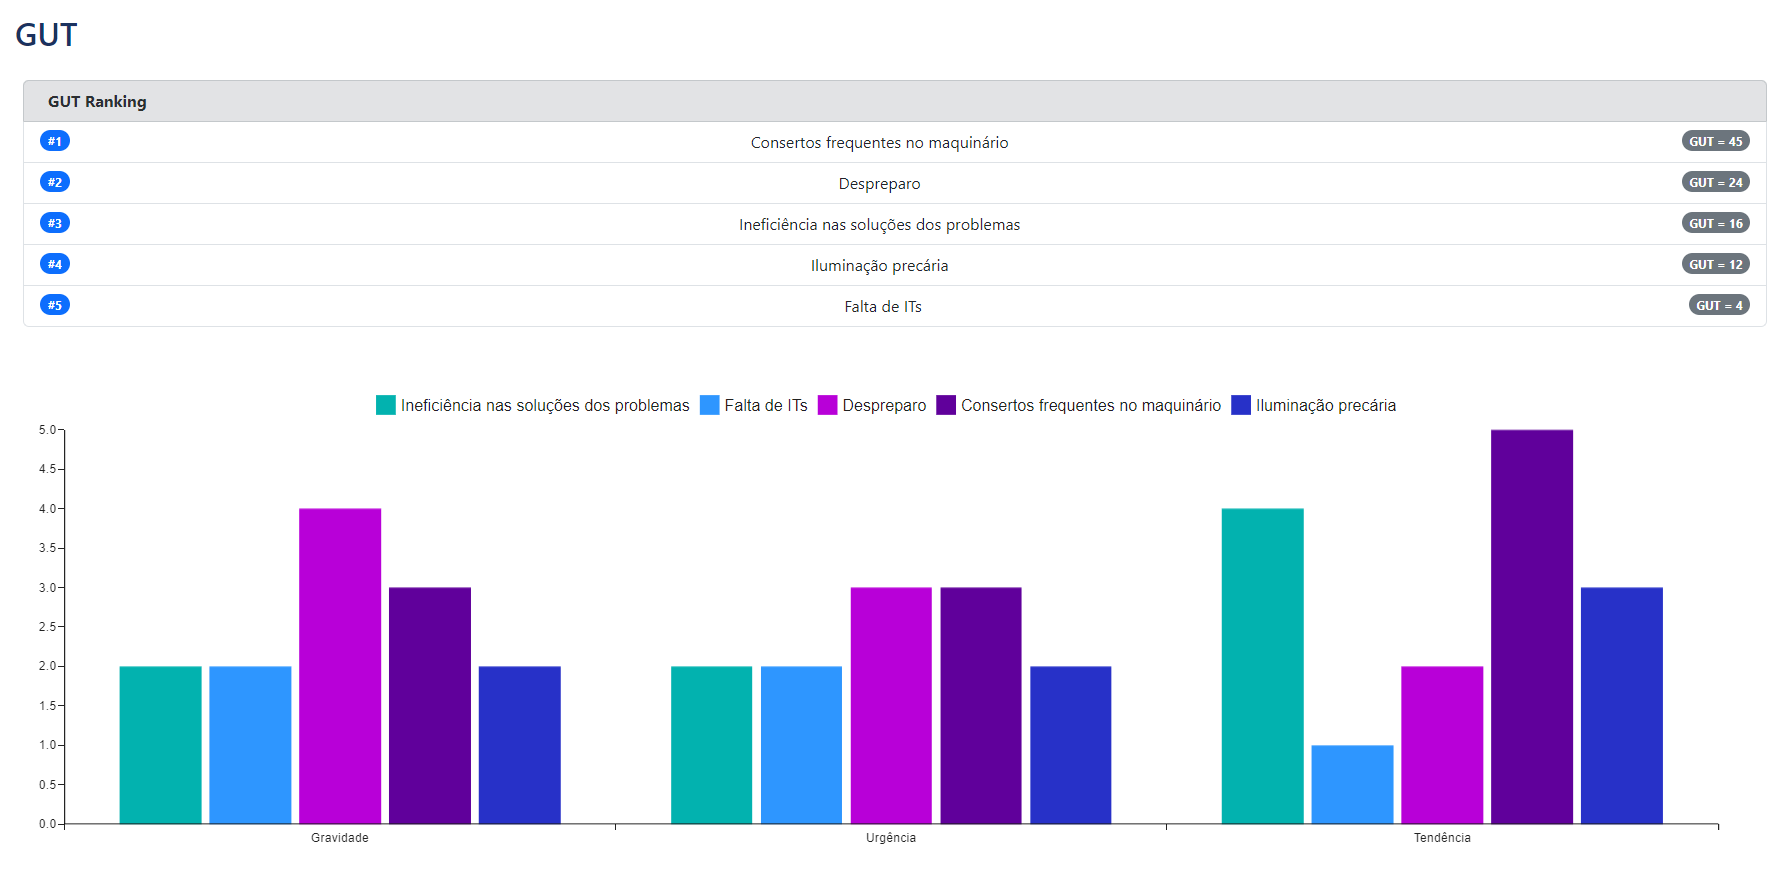 GUT
GUT Ranking
#1 Consertos frequentes no maquinário GUT = 45
#2 Despreparo GUT = 24
#3 Ineficiência nas soluções dos problemas GUT = 16
#4 Iluminação precária GUT = 12
#5 Falta de ITs GUT = 4
Ineficiência nas soluções dos problemas Falta de ITs Despreparo Consertos frequentes no maquinário Iluminação precária
5.0
4.5
4.0
3.5
3.0
2.5
2.0
1.5
1.0
0.5
0.0
Gravidade Urgência Tendência